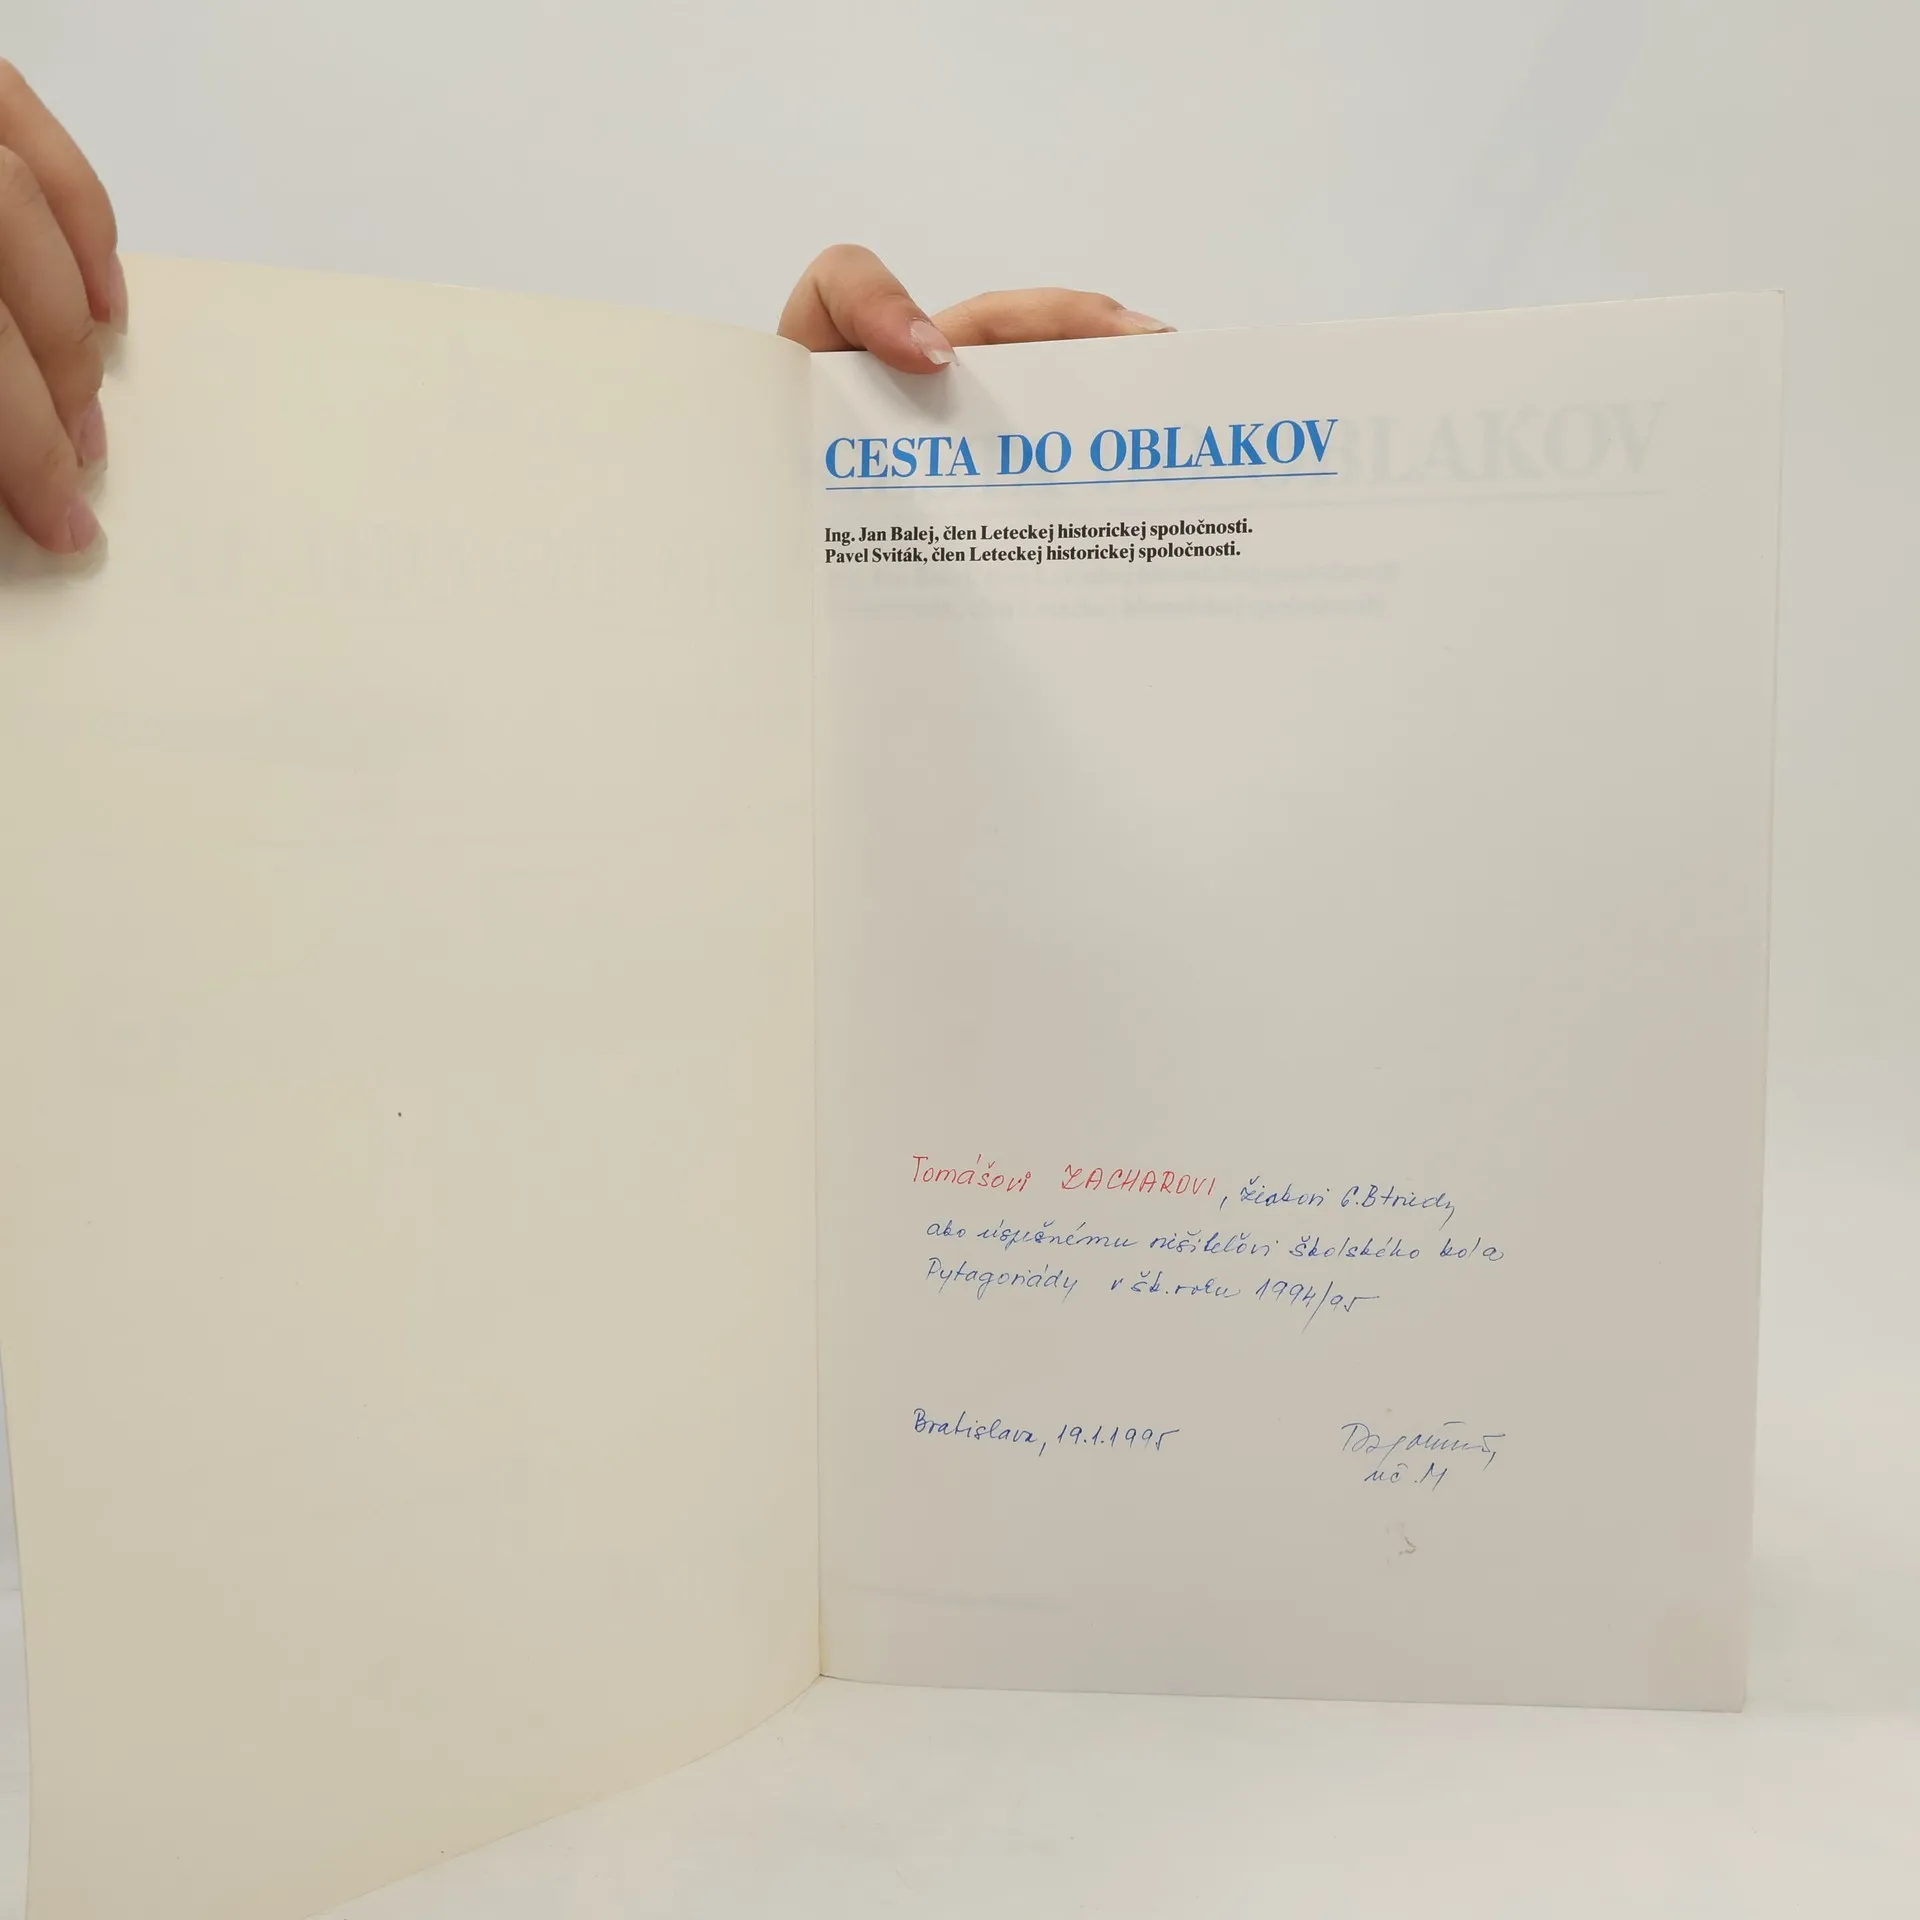 CESTA DO OBLAKOV
Ing. Jan Balej, člen Leteckej historickej spoločnosti.
Pavel Sviták, člen Leteckej historickej spoločnosti.
Tomášovi ZACHAROVI, žiakovi 6.B triedy
ako úspešnému riešiteľovi školského kola
Pytagoriády v šk. roku 1994/95
Bratislava, 19.1.1995
uč. M